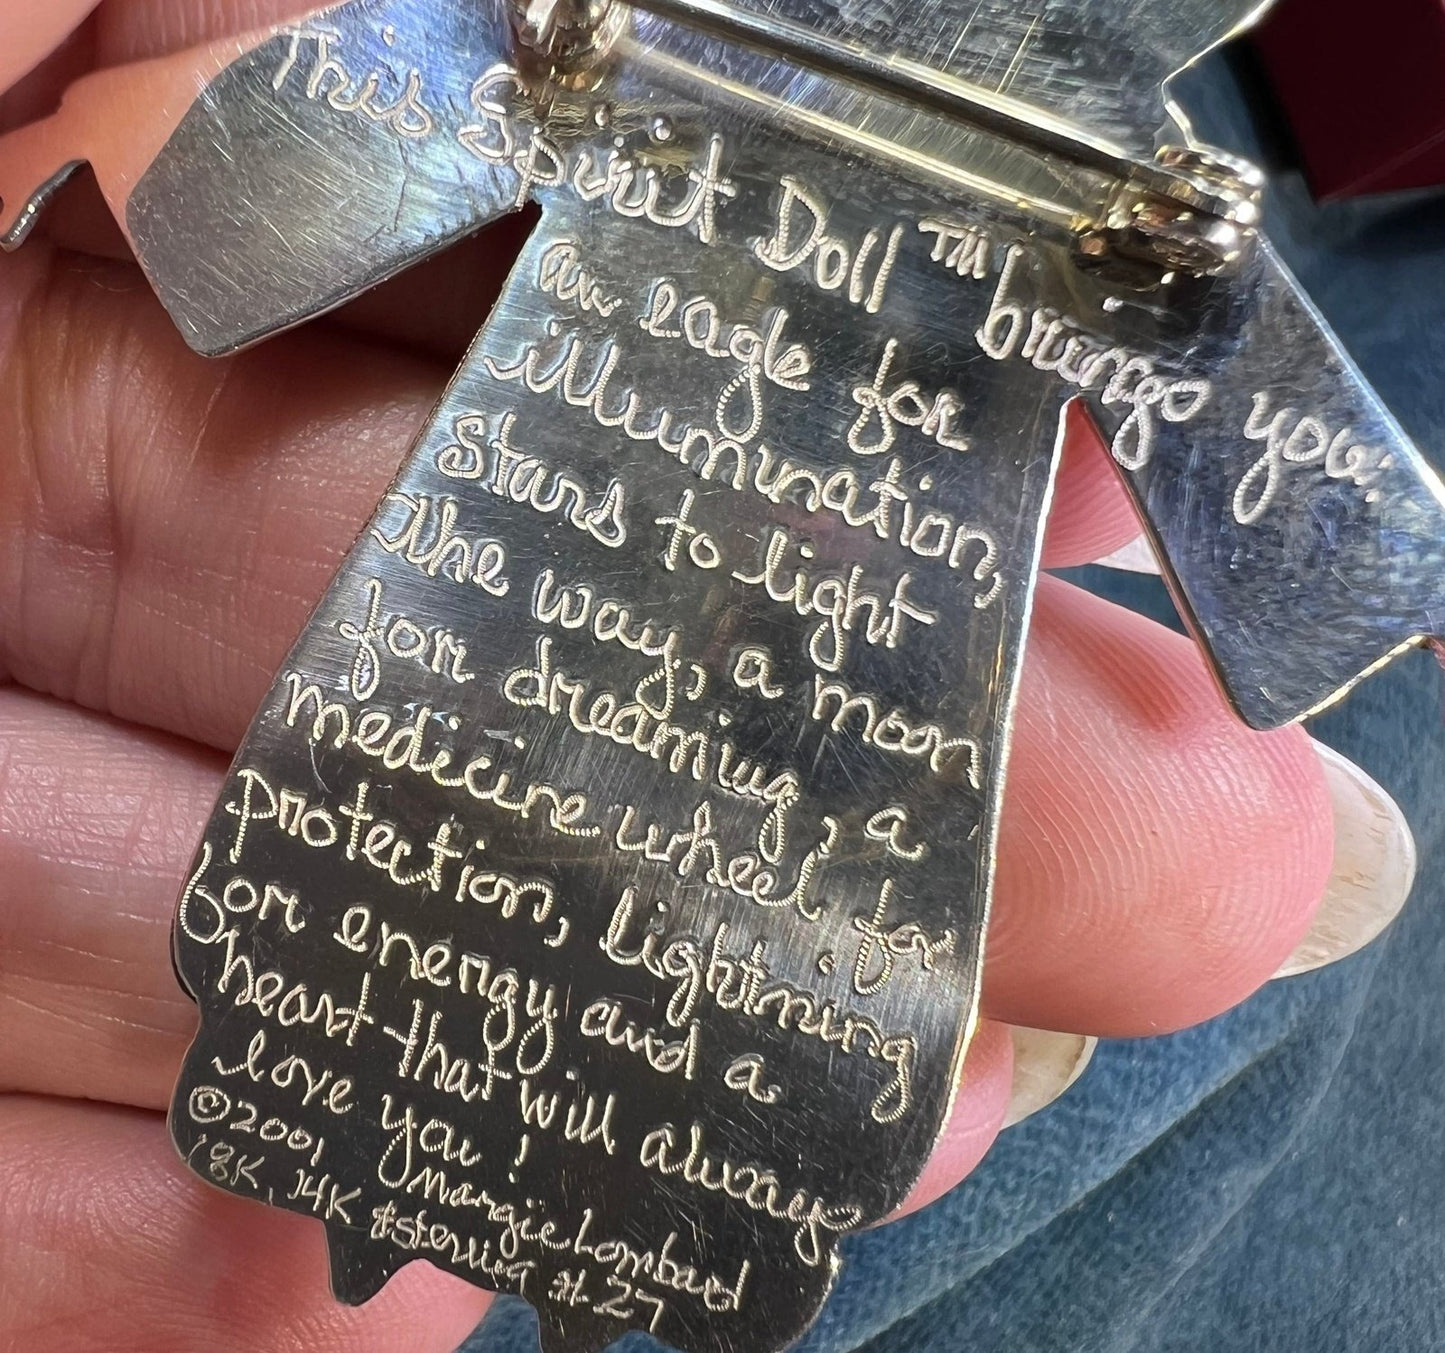 This Spirit Doll™ brings you:
an eagle for
illumination,
stars to light
the way, a moon
for dreaming, a
medicine wheel for
protection, lightning
for energy and a
heart that will always
love you!
©2001 Margie Lombard
18K, 14K & sterling #27